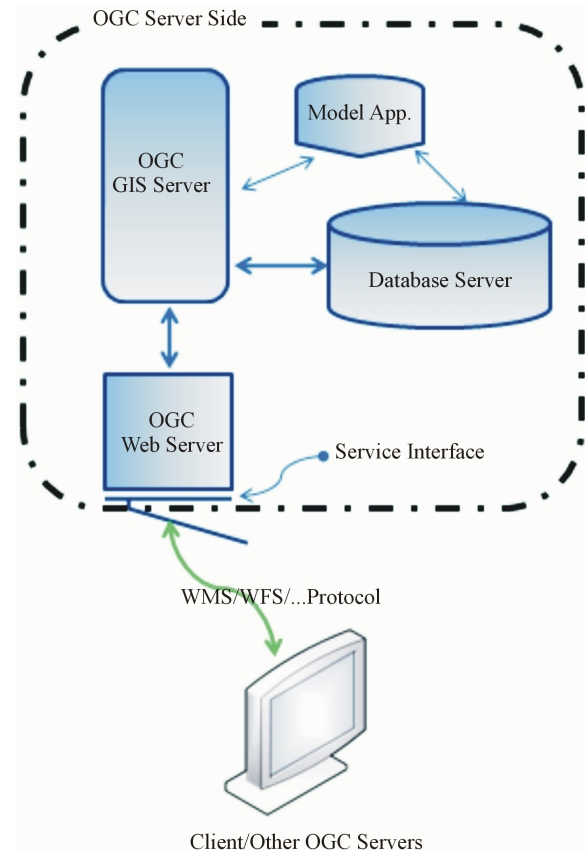 OGC Server Side
Model App.
OGC
GIS Server
Database Server
OGC
Web Server
Service Interface
WMS/WFS/...Protocol
Client/Other OGC Servers